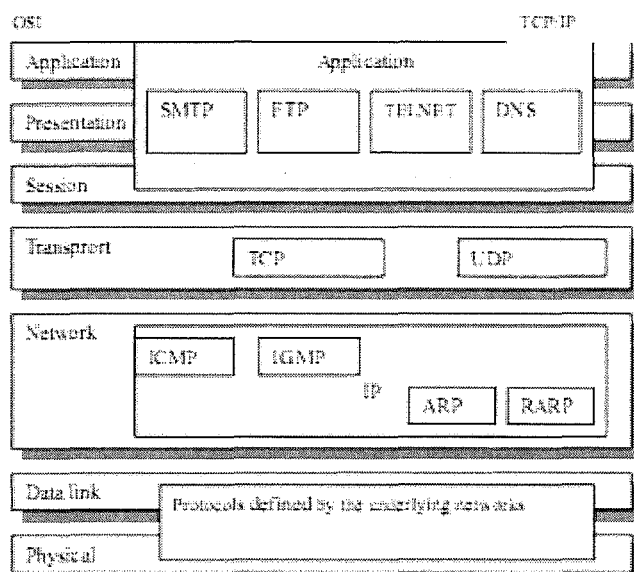 OSI TCP/IP
Application Application
SMTP FTP TELNET DNS
Presentation
Session
Transprort TCP UDP
Network
ICMP IGMP
IP
ARP RARP
Data link
Protocols defined by the underlying networks
Physical